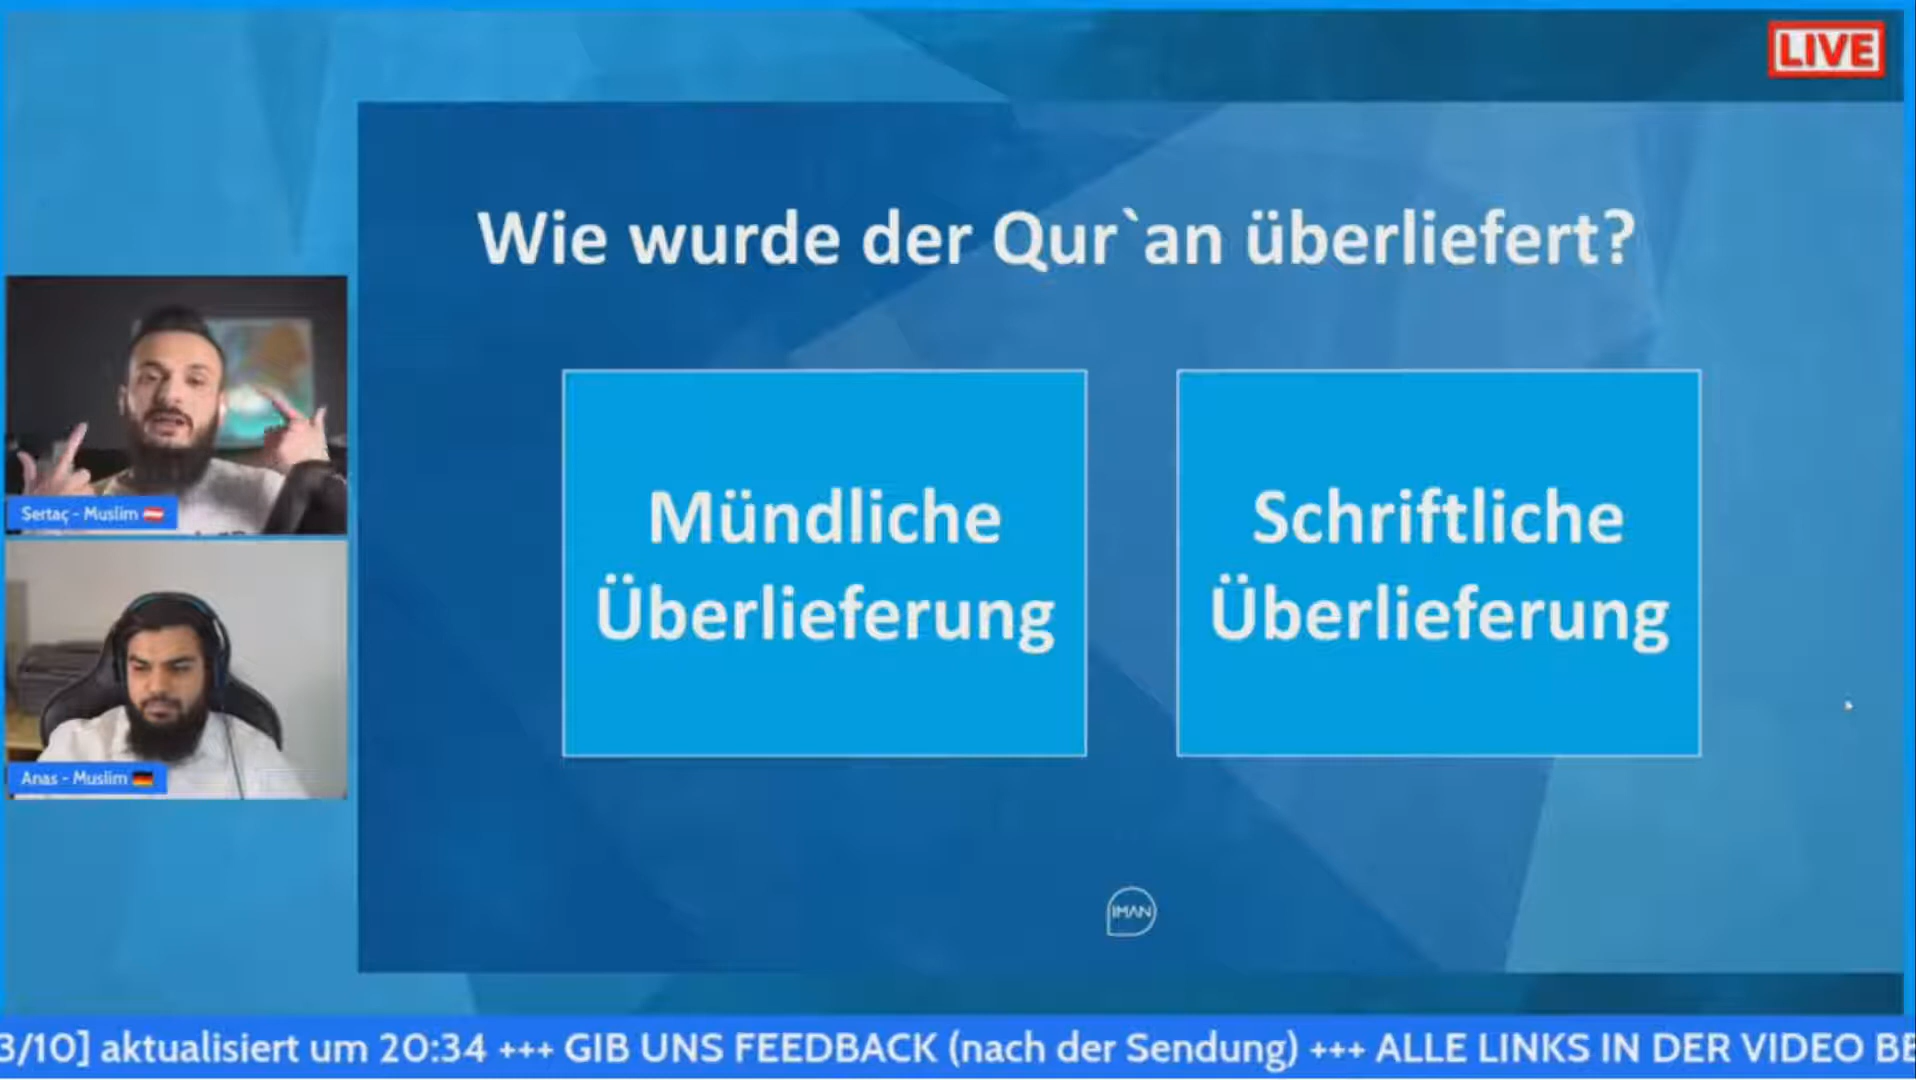 LIVE
Wie wurde der Qur`an überliefert?
Mündliche
Überlieferung
Schriftliche
Überlieferung
Sertaç - Muslim
Anas - Muslim
IMAN
3/10] aktualisiert um 20:34 +++ GIB UNS FEEDBACK (nach der Sendung) +++ ALLE LINKS IN DER VIDEO BE